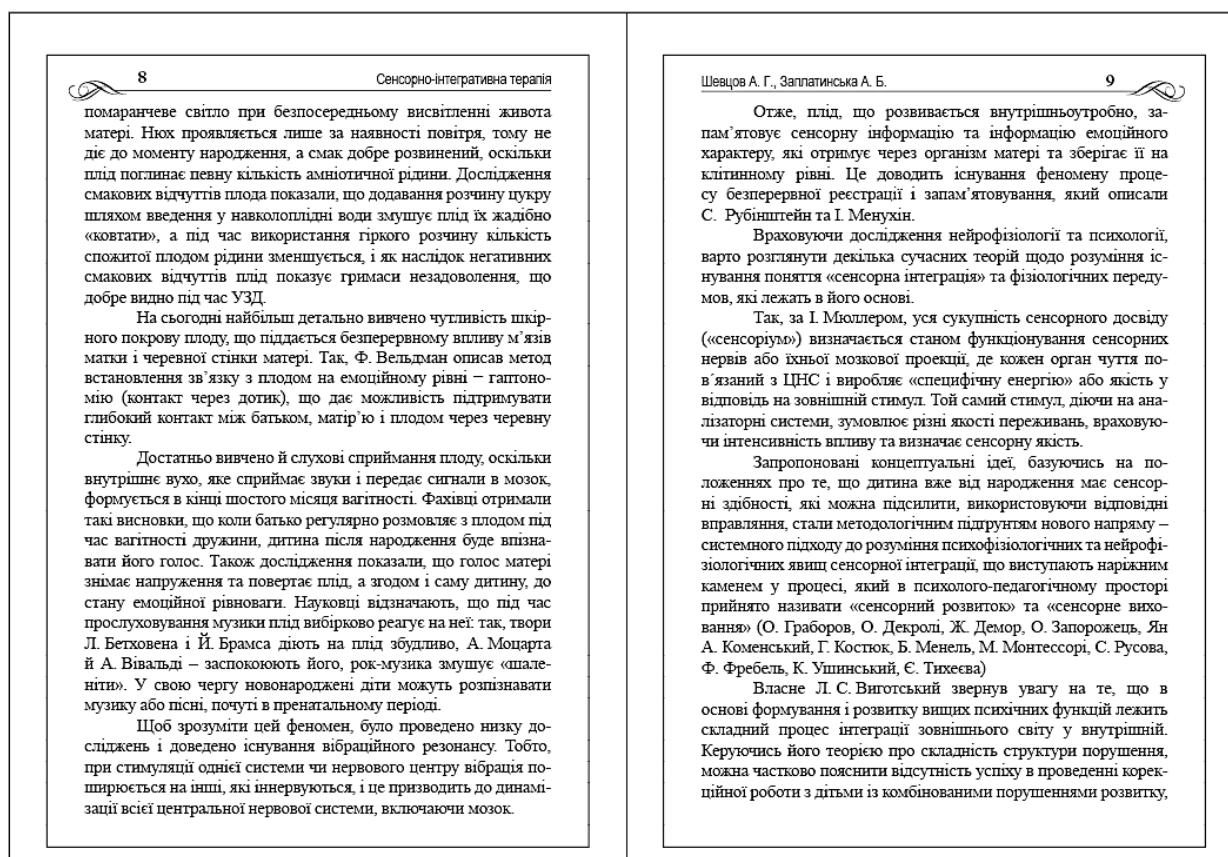 8
Сенсорно-інтегративна терапія
помаранчеве світло при безпосередньому висвітленні живота
матері. Нюх проявляється лише за наявності повітря, тому не
діє до моменту народження, а смак добре розвинений, оскільки
плід поглинає певну кількість амніотичної рідини. Дослідження
смакових відчуттів плода показали, що додавання розчину цукру
шляхом введення у навколоплідні води змушує плід їх жадібно
«ковтати», а під час використання гіркого розчину кількість
спожитої плодом рідини зменшується, і як наслідок негативних
смакових відчуттів плід показує гримаси незадоволення, що
добре видно під час УЗД.
На сьогодні найбільш детально вивчено чутливість шкір-
ного покрову плоду, що піддається безперервному впливу м’язів
матки і черевної стінки матері. Так, Ф. Вельдман описав метод
встановлення зв’язку з плодом на емоційному рівні − гаптоно-
мію (контакт через дотик), що дає можливість підтримувати
глибокий контакт між батьком, матір’ю і плодом через черевну
стінку.
Достатньо вивчено й слухові сприймання плоду, оскільки
внутрішнє вухо, яке сприймає звуки і передає сигнали в мозок,
формується в кінці шостого місяця вагітності. Фахівці отримали
такі висновки, що коли батько регулярно розмовляє з плодом під
час вагітності дружини, дитина після народження буде впізна-
вати його голос. Також дослідження показали, що голос матері
знімає напруження та повертає плід, а згодом і саму дитину, до
стану емоційної рівноваги. Науковці відзначають, що під час
прослуховування музики плід вибірково реагує на неї: так, твори
Л. Бетховена і Й. Брамса діють на плід збудливо, А. Моцарта
й А. Вівальді – заспокоюють його, рок-музика змушує «шале-
ніти». У свою чергу новонароджені діти можуть розпізнавати
музику або пісні, почуті в пренатальному періоді.
Щоб зрозуміти цей феномен, було проведено низку до-
сліджень і доведено існування вібраційного резонансу. Тобто,
при стимуляції однієї системи чи нервового центру вібрація по-
ширюється на інші, які іннервуються, і це призводить до динамі-
зації всієї центральної нервової системи, включаючи мозок.
Шевцов А. Г., Заплатинська А. Б.
9
Отже, плід, що розвивається внутрішньоутробно, за-
пам’ятовує сенсорну інформацію та інформацію емоційного
характеру, які отримує через організм матері та зберігає її на
клітинному рівні. Це доводить існування феномену проце-
су безперервної реєстрації і запам’ятовування, який описали
С. Рубінштейн та І. Менухін.
Враховуючи дослідження нейрофізіології та психології,
варто розглянути декілька сучасних теорій щодо розуміння іс-
нування поняття «сенсорна інтеграція» та фізіологічних переду-
мов, які лежать в його основі.
Так, за І. Мюллером, уся сукупність сенсорного досвіду
(«сенсоріум») визначається станом функціонування сенсорних
нервів або їхньої мозкової проекції, де кожен орган чуття по-
в´язаний з ЦНС і виробляє «специфічну енергію» або якість у
відповідь на зовнішній стимул. Той самий стимул, діючи на ана-
лізаторні системи, зумовлює різні якості переживань, враховую-
чи інтенсивність впливу та визначає сенсорну якість.
Запропоновані концептуальні ідеї, базуючись на по-
ложеннях про те, що дитина вже від народження має сенсор-
ні здібності, які можна підсилити, використовуючи відповідні
вправляння, стали методологічним підґрунтям нового напряму –
системного підходу до розуміння психофізіологічних та нейрофі-
зіологічних явищ сенсорної інтеграції, що виступають наріжним
каменем у процесі, який в психолого-педагогічному просторі
прийнято називати «сенсорний розвиток» та «сенсорне вихо-
вання» (О. Граборов, О. Декролі, Ж. Демор, О. Запорожець, Ян
А. Коменський, Г. Костюк, Б. Менель, М. Монтессорі, С. Русова,
Ф. Фребель, К. Ушинський, Є. Тихеєва)
Власне Л. С. Виготський звернув увагу на те, що в
основі формування і розвитку вищих психічних функцій лежить
складний процес інтеграції зовнішнього світу у внутрішній.
Керуючись його теорією про складність структури порушення,
можна частково пояснити відсутність успіху в проведенні корек-
ційної роботи з дітьми із комбінованими порушеннями розвитку,